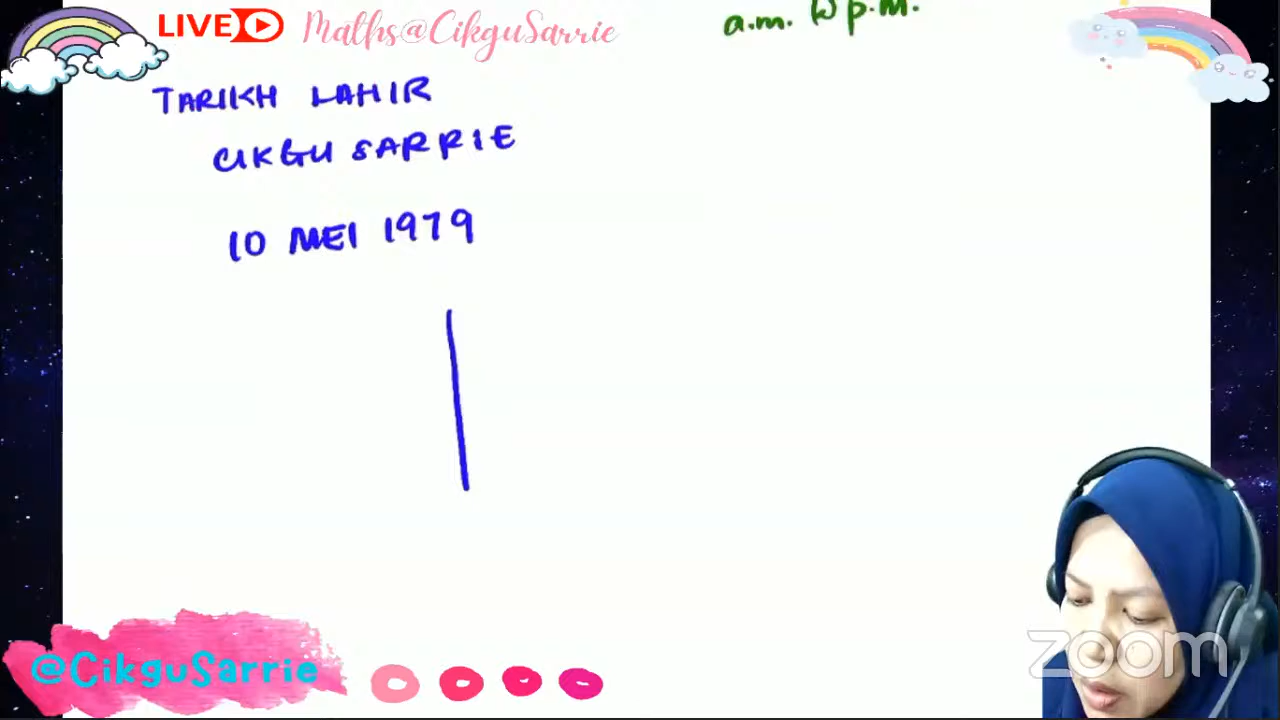 LIVE Maths@CikguSarrie
a.m. p.m.
TARIKH LAHIR
CIKGU SARRIE
10 MEI 1979
@CikguSarrie
zoom